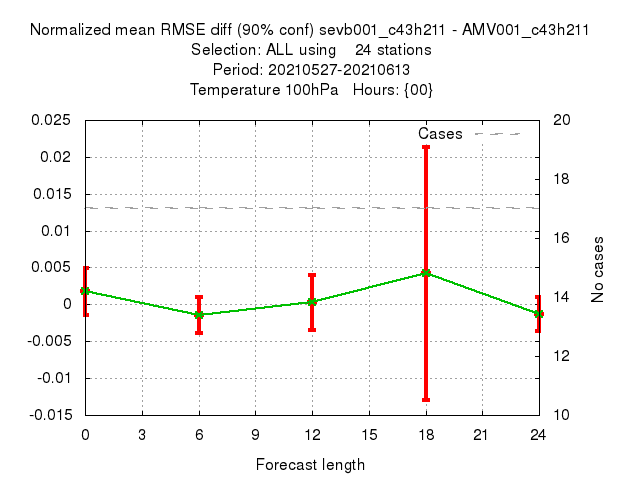 Normalized mean RMSE diff (90% conf) sevb001_c43h211 - AMV001_c43h211
Selection: ALL using 24 stations
Period: 20210527-20210613
Temperature 100hPa Hours: {00}
Cases
0.025
0.02
0.015
0.01
0.005
0
-0.005
-0.01
-0.015
20
18
16
14
12
10
No cases
0 3 6 9 12 15 18 21 24
Forecast length